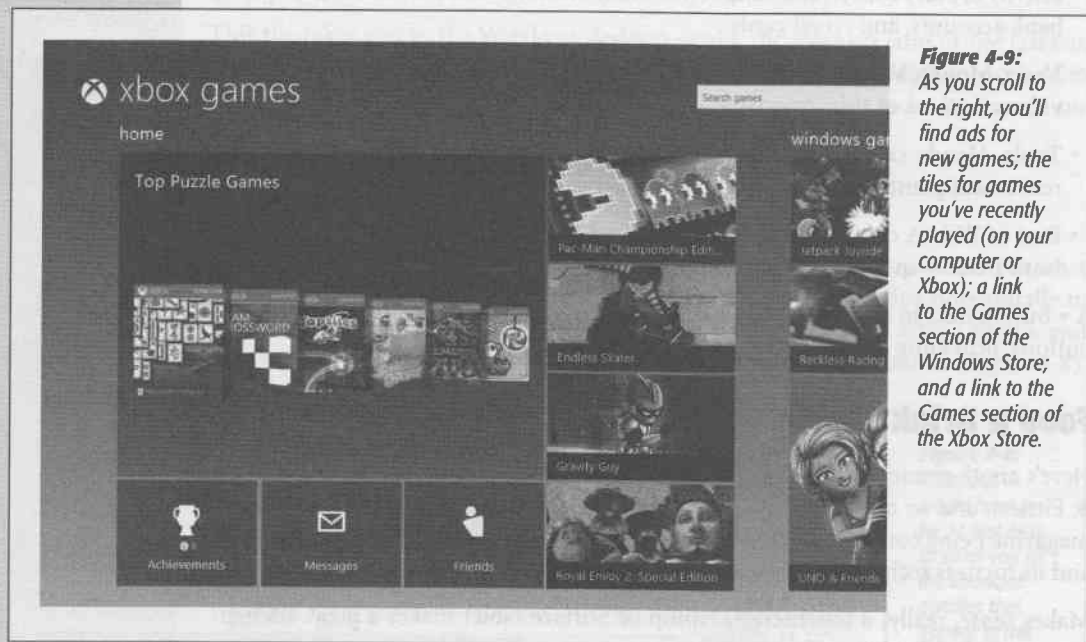 xbox games
Search games
home
windows gar
Top Puzzle Games
Pac-Man Championship Editi...
Jetpack Joyride
Endless Skater
Reckless Racing
Gravity Guy
Achievements
Messages
Friends
Royal Envoy 2: Special Edition
UNO & Friends
Figure 4-9:
As you scroll to
the right, you'll
find ads for
new games; the
tiles for games
you've recently
played (on your
computer or
Xbox); a link
to the Games
section of the
Windows Store;
and a link to the
Games section of
the Xbox Store.